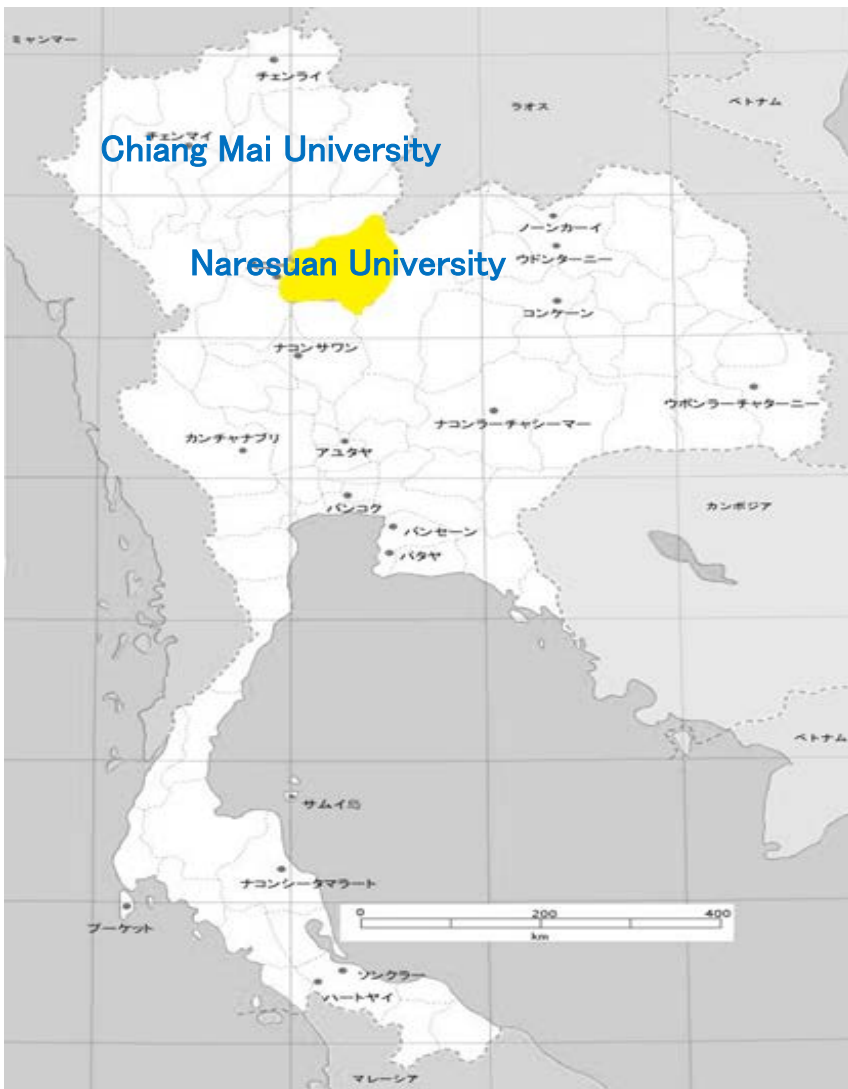 ミャンマー
チェンライ
ラオス
ベトナム
チェンマイ
Chiang Mai University
ノーンカーイ
Naresuan University
ウドンターニー
コンケーン
ナコンサワン
ウボンラーチャターニー
ナコンラーチャシーマー
カンチャナブリ
アユタヤ
バンコク
カンボジア
バンセーン
パタヤ
ベトナム
サムイ島
ナコンシータマラート
プーケット
0 200 400
km
ソンクラー
ハートヤイ
マレーシア